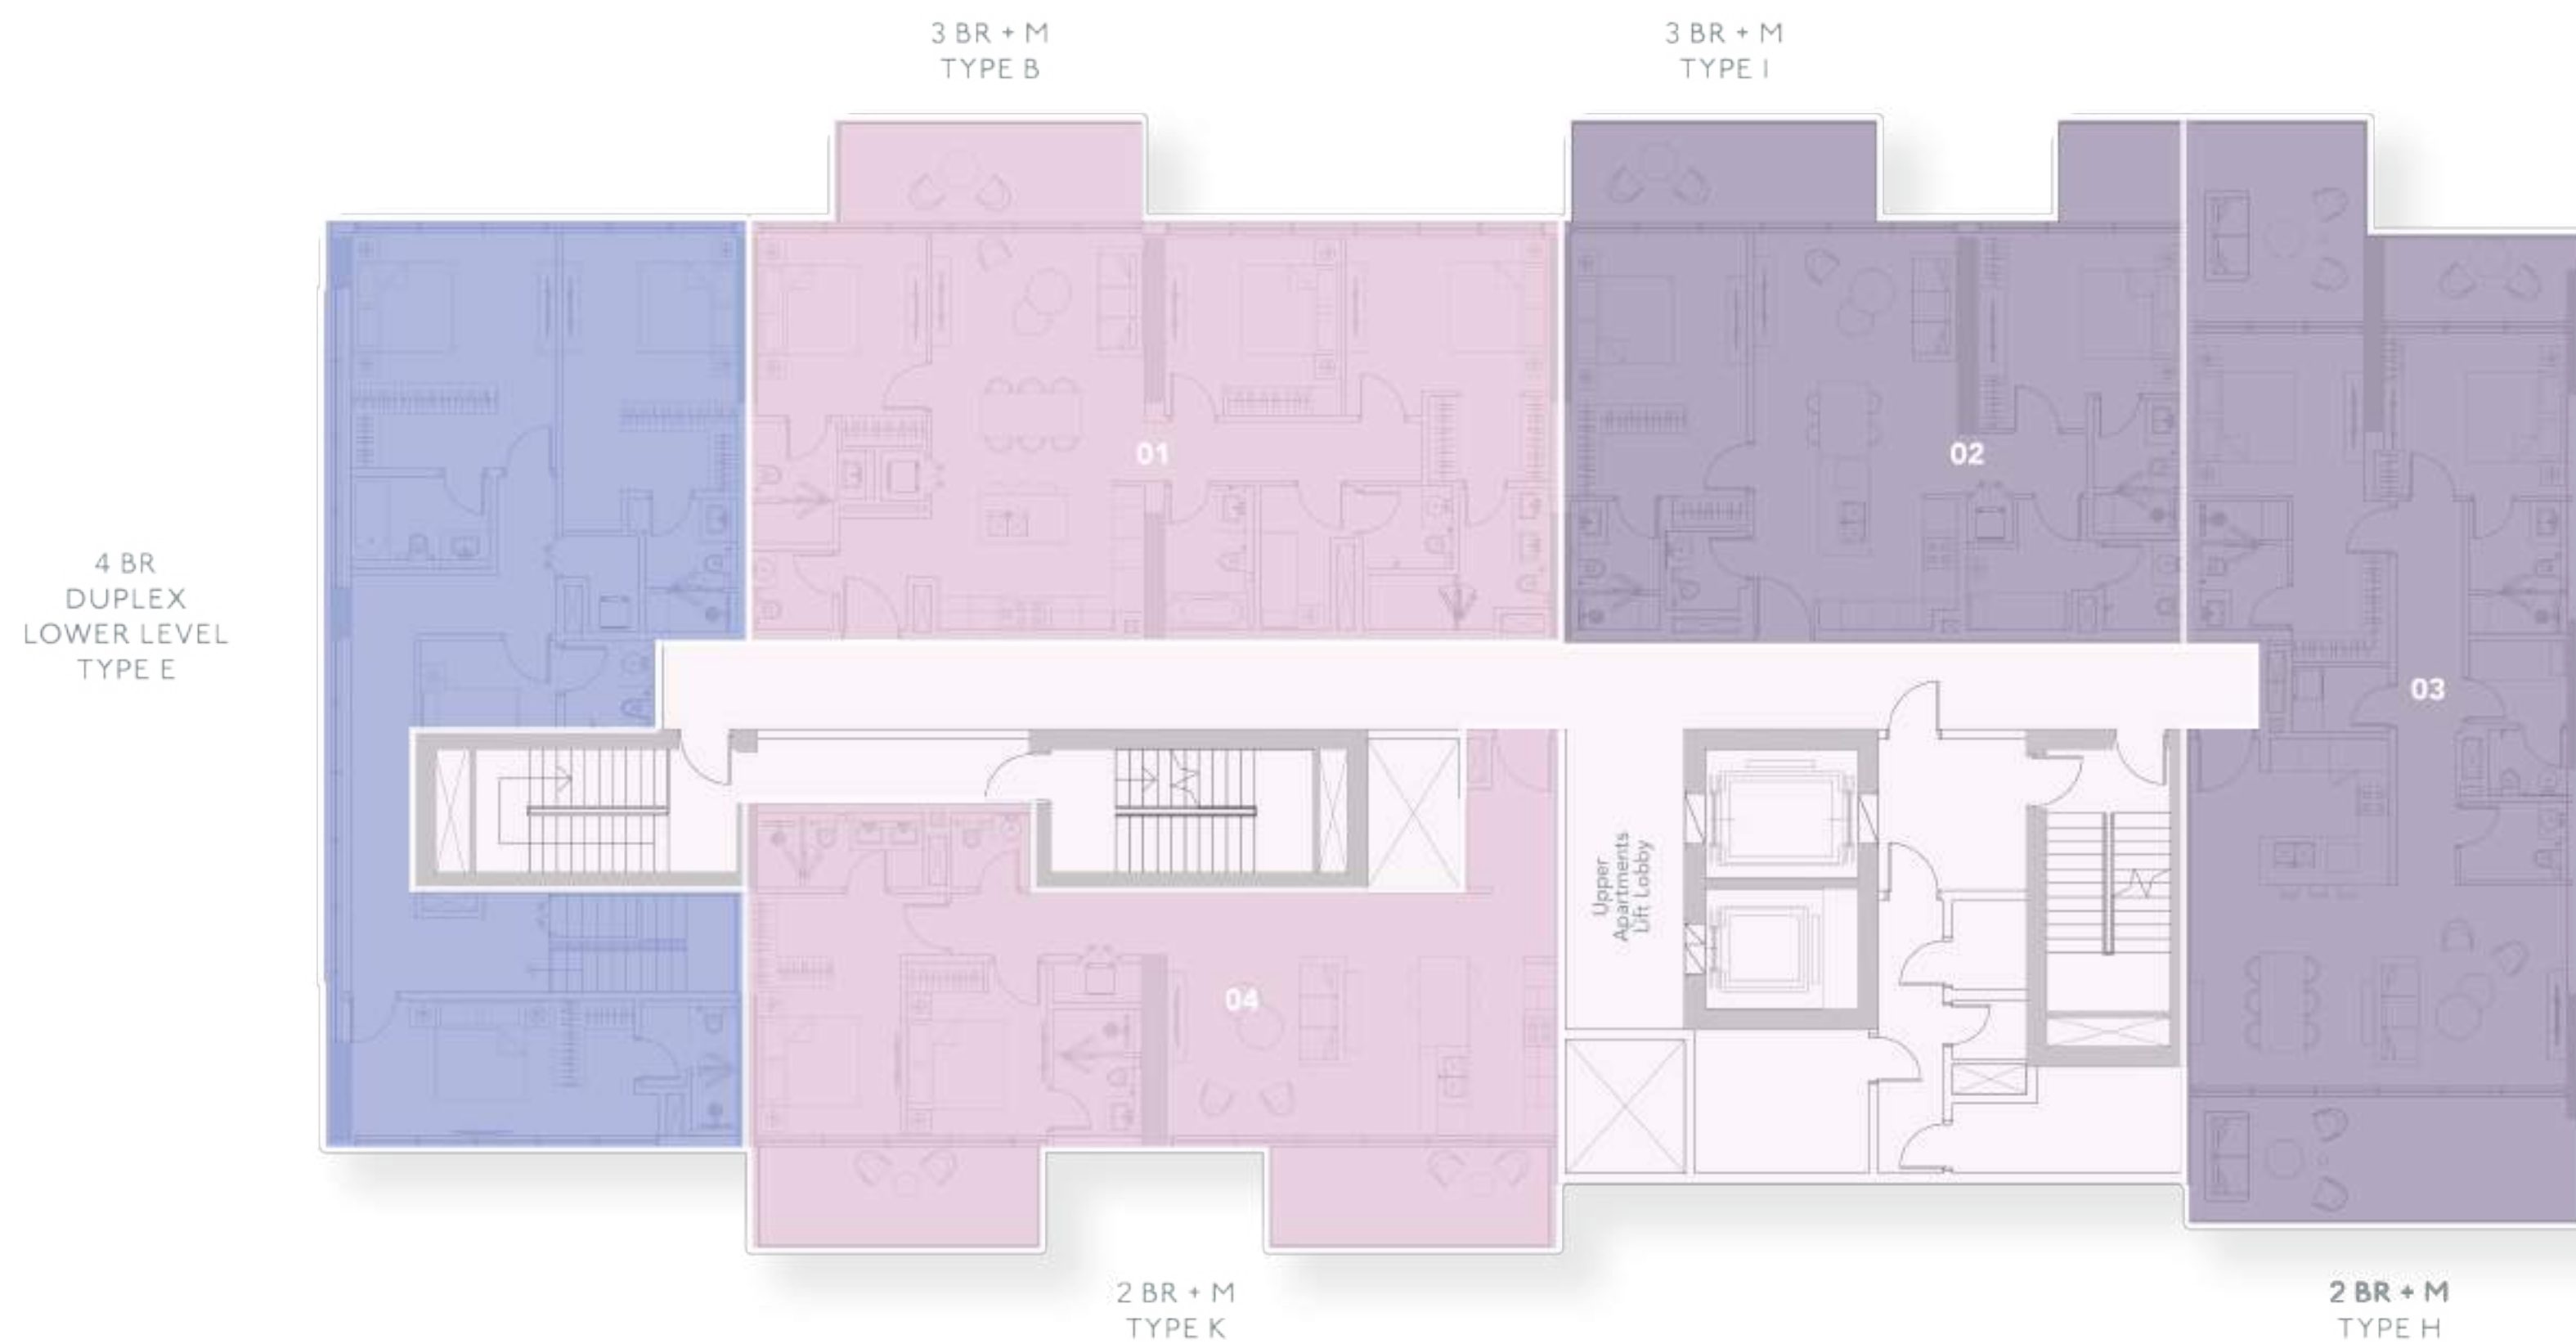 3 BR + M
TYPE B
3 BR + M
TYPE I
01
02
4 BR
DUPLEX
LOWER LEVEL
TYPE E
03
Upper
Apartments
Lift Lobby
04
2 BR + M
TYPE K
2 BR + M
TYPE H